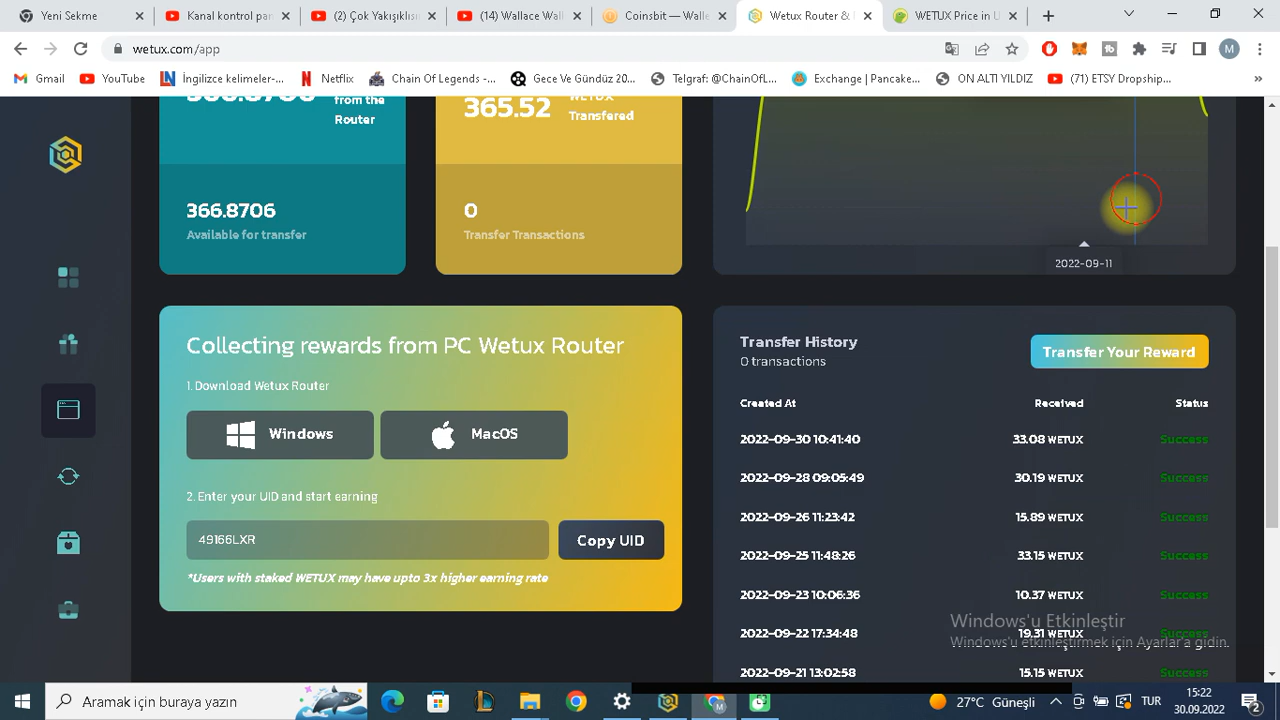 Yeni Sekme
Kanal kontrol pan
(2) Çok Yakışıklısı
(14) Wallace Wall
Coinsbit — Walle
Wetux Router &
WETUX Price in U
wetux.com/app
M
Gmail
YouTube
İngilizce kelimeler-...
Netflix
Chain Of Legends -...
Gece Ve Gündüz 20...
Telgraf: @ChainOfL...
Exchange | Pancake...
ON ALTI YILDIZ
(71) ETSY Dropship...
»
from the
Router
365.52
WETUX
Transfered
366.8706
Available for transfer
0
Transfer Transactions
2022-09-11
Collecting rewards from PC Wetux Router
1. Download Wetux Router
Windows
MacOS
2. Enter your UID and start earning
49166LXR
Copy UID
*Users with staked WETUX may have upto 3x higher earning rate
Transfer History
0 transactions
Transfer Your Reward
Created At Received Status
2022-09-30 10:41:40 33.08 WETUX Success
2022-09-28 09:05:49 30.19 WETUX Success
2022-09-26 11:23:42 15.89 WETUX Success
2022-09-25 11:48:26 33.15 WETUX Success
2022-09-23 10:06:36 10.37 WETUX Success
2022-09-22 17:34:48 19.31 WETUX Success
2022-09-21 13:02:58 15.15 WETUX Success
Windows'u Etkinleştir
Windows'u etkinleştirmek için Ayarlar'a gidin.
Aramak için buraya yazın
27°C Güneşli
TUR
15:22
30.09.2022
2